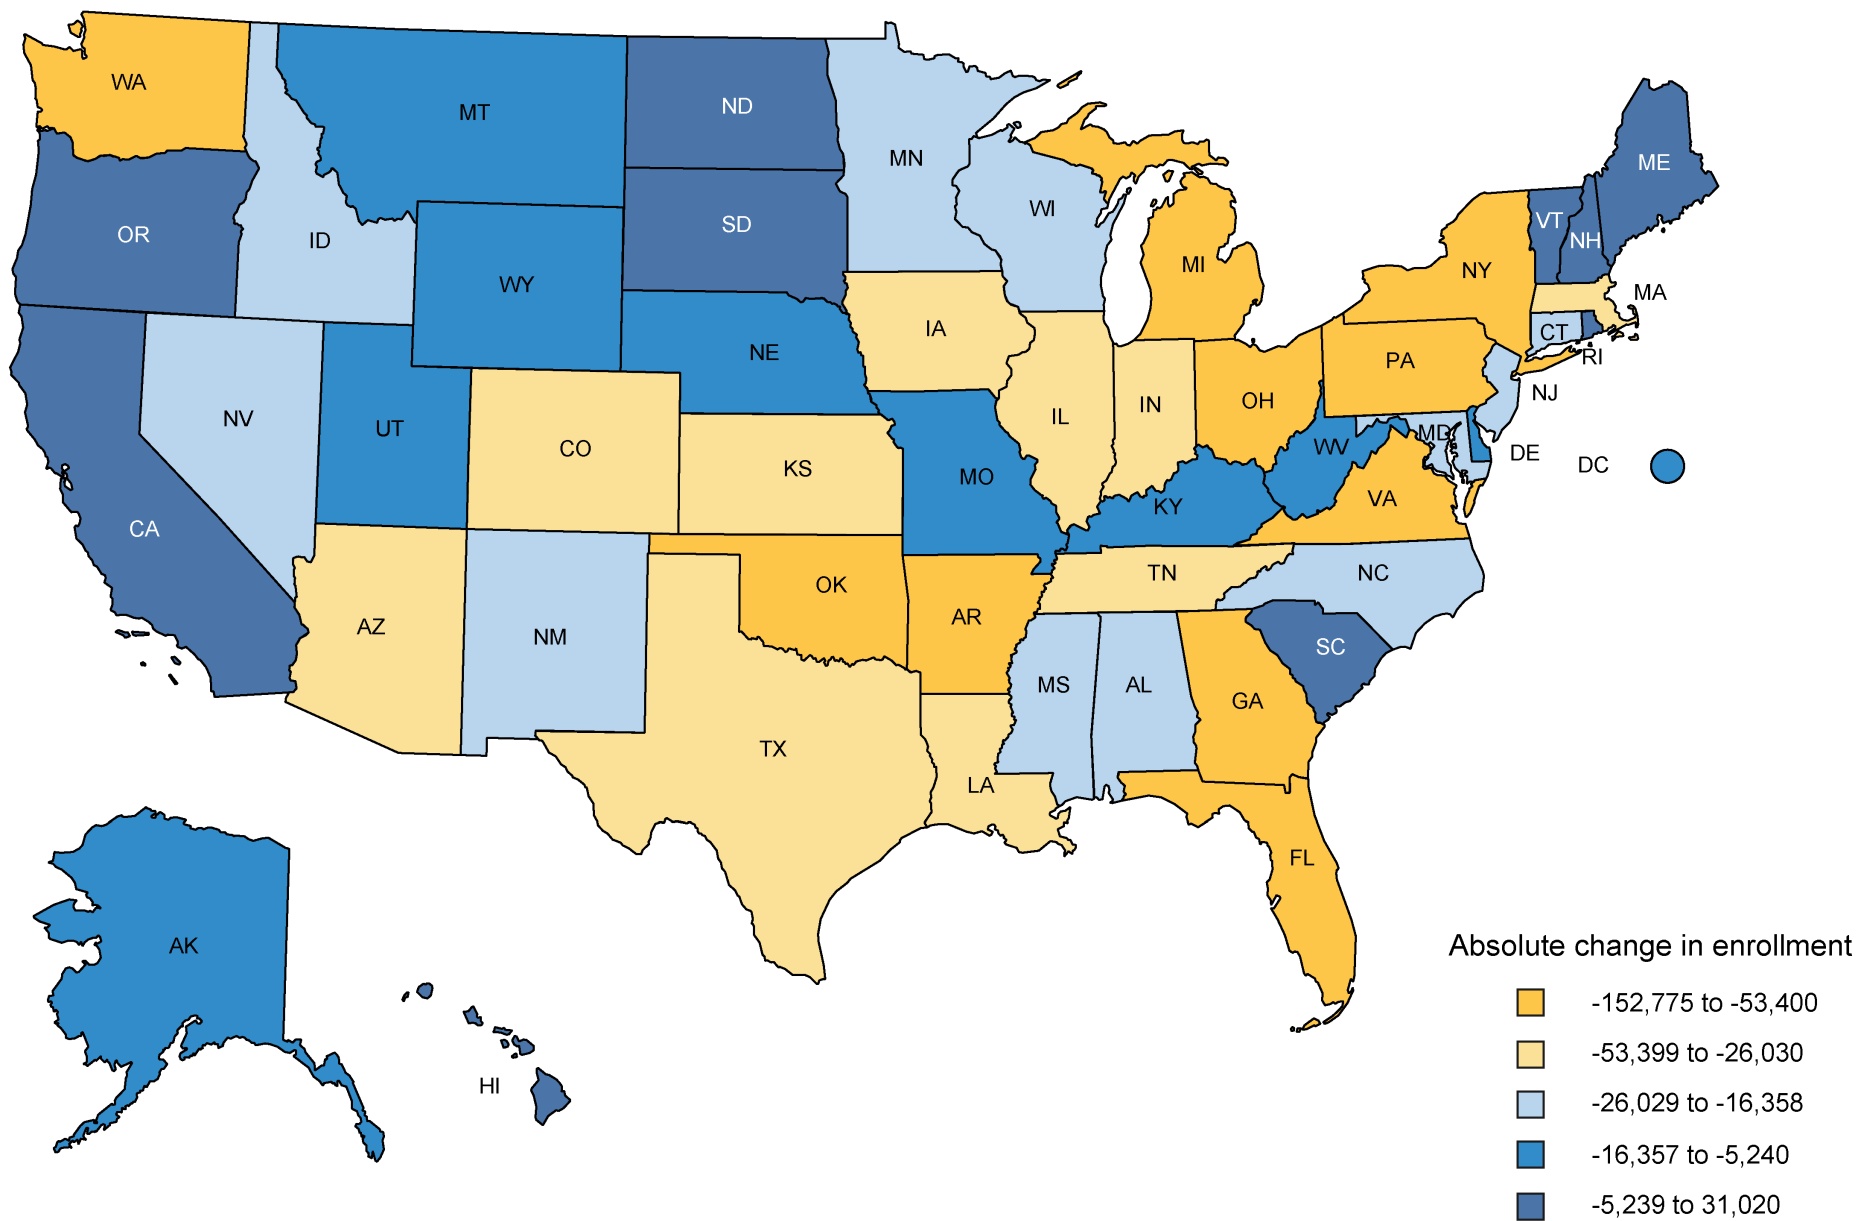 WA
MT
ND
MN
ME
OR
ID
SD
WI
VT
NH
WY
MI
NY
MA
NE
IA
PA
CT
RI
NV
UT
CO
KS
MO
IL
IN
OH
WV
MD
NJ
DE
DC
CA
KY
VA
AZ
NM
OK
AR
TN
NC
SC
TX
LA
MS
AL
GA
FL
AK
HI
Absolute change in enrollment
-152,775 to -53,400
-53,399 to -26,030
-26,029 to -16,358
-16,357 to -5,240
-5,239 to 31,020